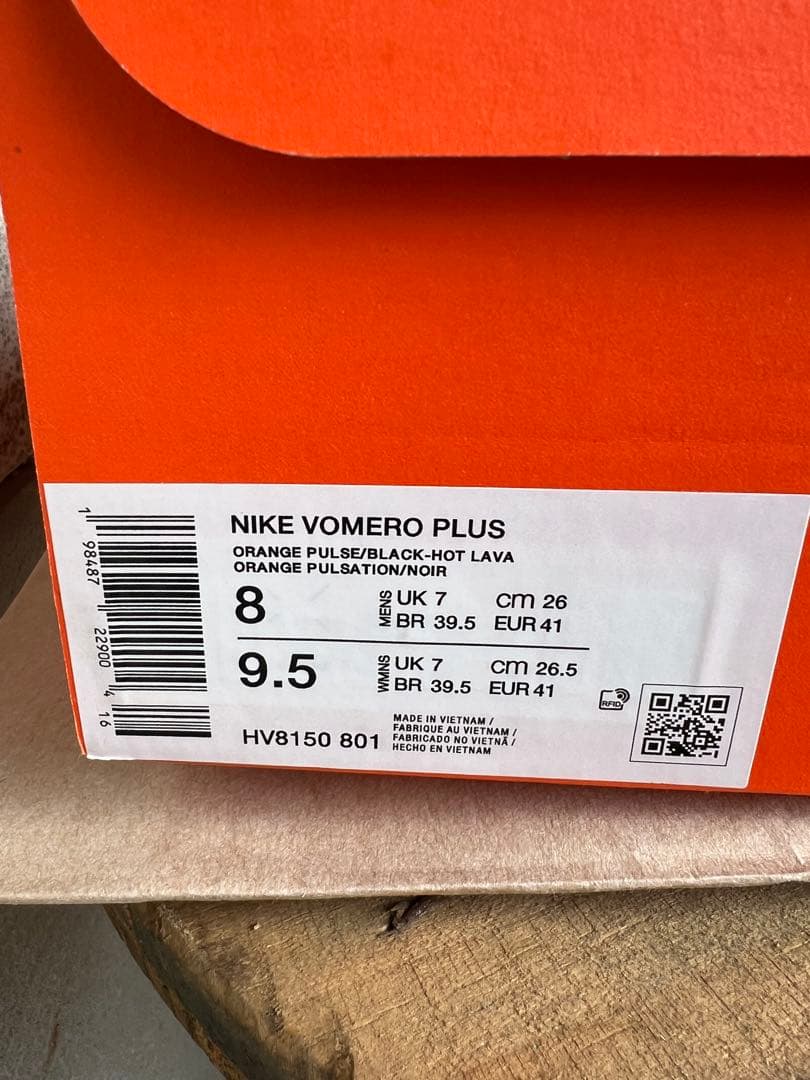 NIKE VOMERO PLUS
ORANGE PULSE/BLACK-HOT LAVA
ORANGE PULSATION/NOIR
8 MENS UK 7 cm 26
BR 39.5 EUR 41
9.5 WMNS UK 7 cm 26.5
BR 39.5 EUR 41
HV8150 801
MADE IN VIETNAM /
FABRIQUE AU VIETNAM /
FABRICADO NO VIETNÃ /
HECHO EN VIETNAM
RFID
1 98487 22900 4 16